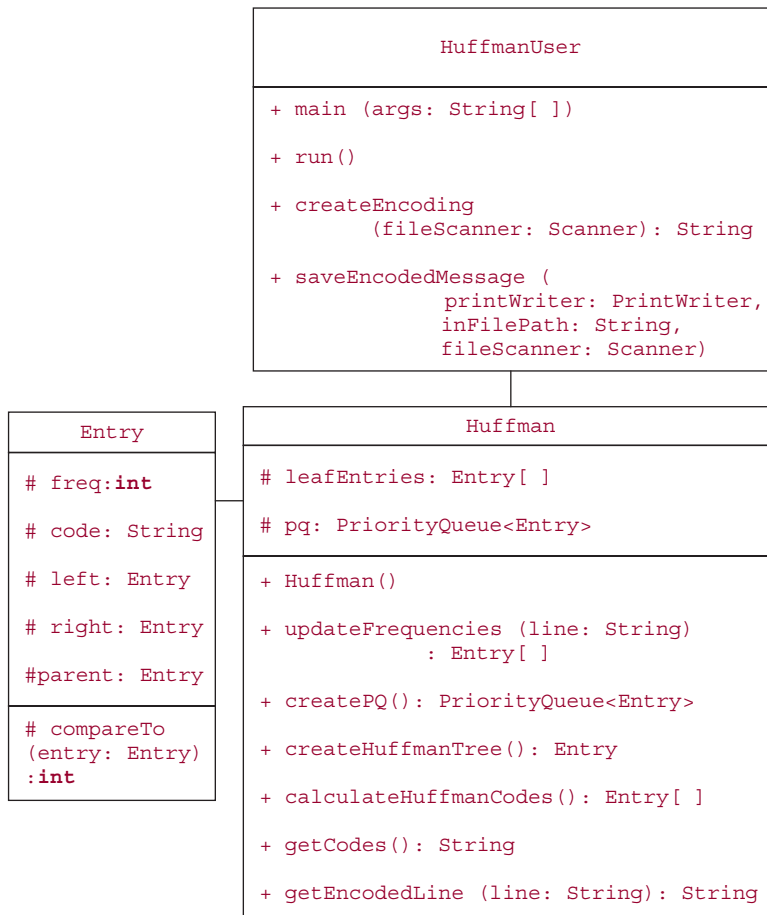 HuffmanUser
+ main (args: String[ ])
+ run()
+ createEncoding
(fileScanner: Scanner): String
+ saveEncodedMessage (
printWriter: PrintWriter,
inFilePath: String,
fileScanner: Scanner)
Entry
# freq:int
# code: String
# left: Entry
# right: Entry
#parent: Entry
# compareTo
(entry: Entry)
:int
Huffman
# leafEntries: Entry[ ]
# pq: PriorityQueue<Entry>
+ Huffman()
+ updateFrequencies (line: String)
: Entry[ ]
+ createPQ(): PriorityQueue<Entry>
+ createHuffmanTree(): Entry
+ calculateHuffmanCodes(): Entry[ ]
+ getCodes(): String
+ getEncodedLine (line: String): String